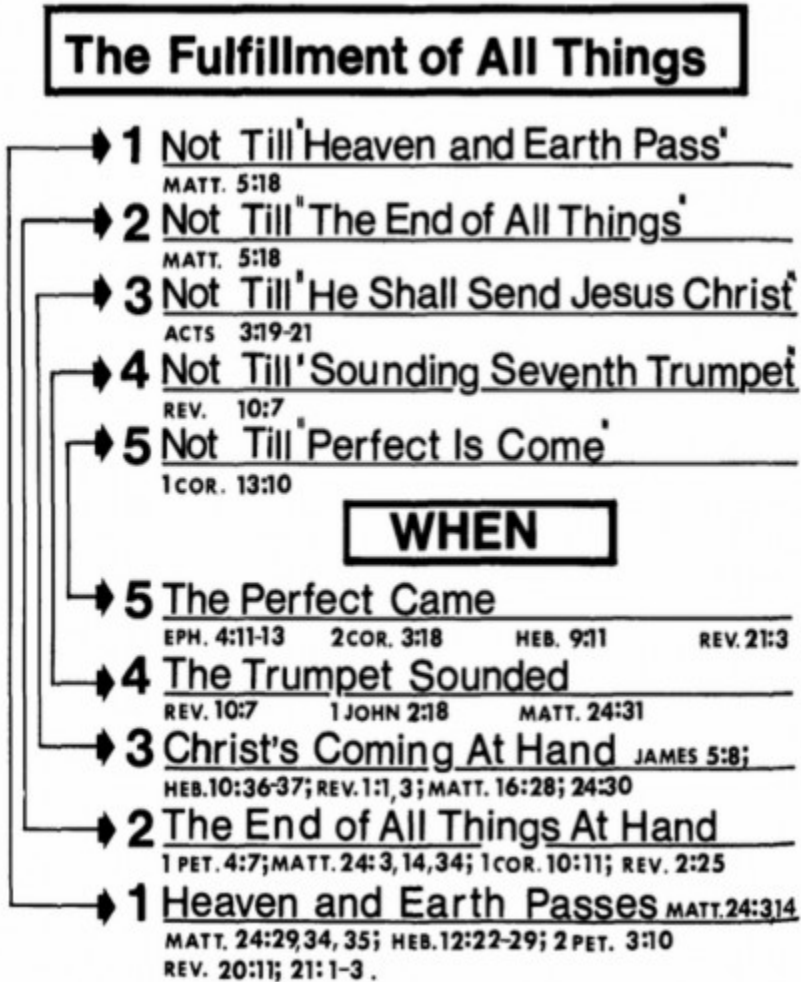 The Fulfillment of All Things
1 Not Till 'Heaven and Earth Pass'
MATT. 5:18
2 Not Till "The End of All Things'
MATT. 5:18
3 Not Till 'He Shall Send Jesus Christ"
ACTS 3:19-21
4 Not Till 'Sounding Seventh Trumpet"
REV. 10:7
5 Not Till "Perfect Is Come'
1 COR. 13:10
WHEN
5 The Perfect Came
EPH. 4:11-13 2 COR. 3:18 HEB. 9:11 REV. 21:3
4 The Trumpet Sounded
REV. 10:7 1 JOHN 2:18 MATT. 24:31
3 Christ's Coming At Hand JAMES 5:8;
HEB. 10:36-37; REV. 1:1, 3; MATT. 16:28; 24:30
2 The End of All Things At Hand
1 PET. 4:7; MATT. 24:3, 14, 34; 1 COR. 10:11; REV. 2:25
1 Heaven and Earth Passes MATT. 24:3,14
MATT. 24:29, 34, 35; HEB. 12:22-29; 2 PET. 3:10
REV. 20:11; 21:1-3.